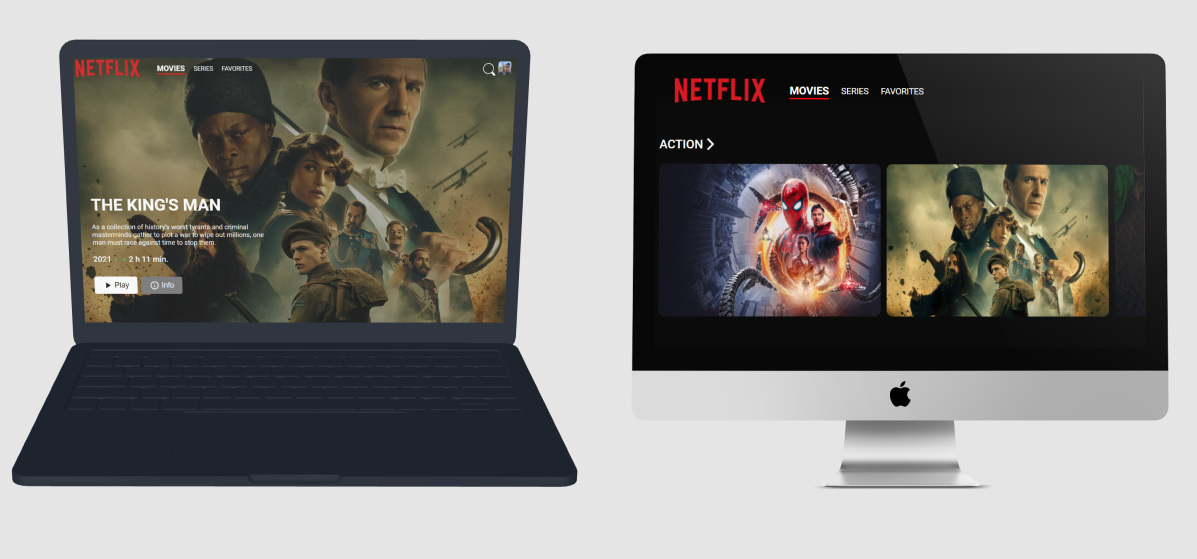 NETFLIX MOVIES SERIES FAVORITES
THE KING'S MAN
As a collection of history's worst tyrants and criminal
masterminds gather to plot a war to wipe out millions, one
man must race against time to stop them.
2021 2 h 11 min.
Play Info
NETFLIX MOVIES SERIES FAVORITES
ACTION